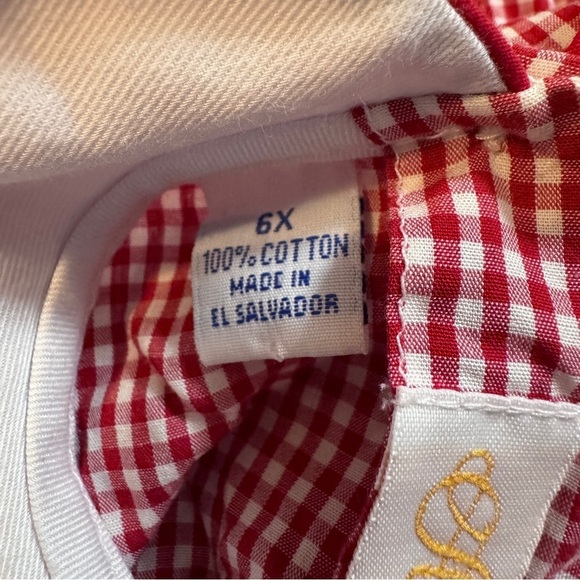 6X
100% COTTON
MADE IN
EL SALVADOR